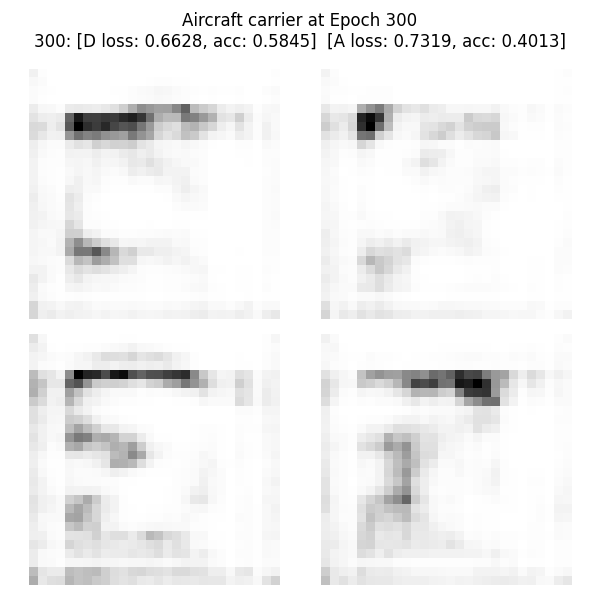 Aircraft carrier at Epoch 300
300: [D loss: 0.6628, acc: 0.5845]  [A loss: 0.7319, acc: 0.4013]